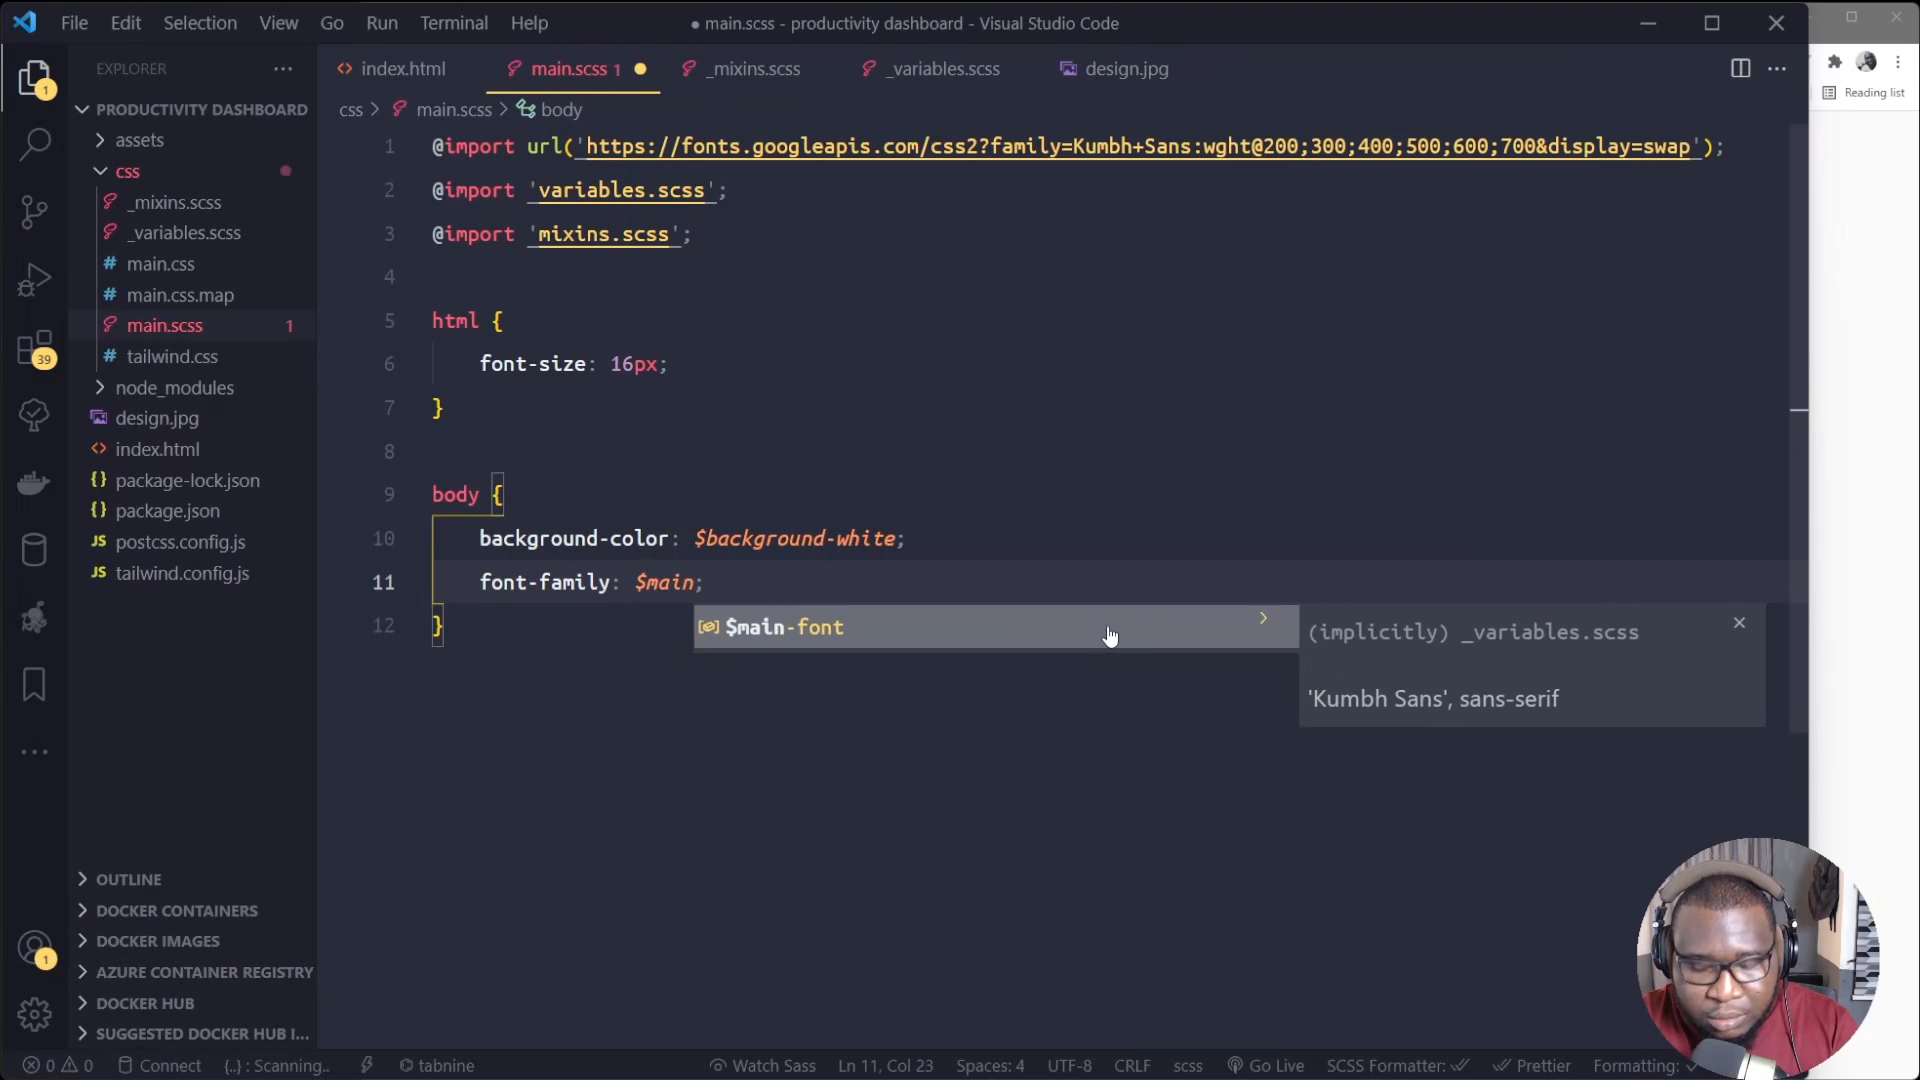 File Edit Selection View Go Run Terminal Help
● main.scss - productivity dashboard - Visual Studio Code
EXPLORER
index.html
main.scss 1
_mixins.scss
_variables.scss
design.jpg
Reading list
css > main.scss > body
PRODUCTIVITY DASHBOARD
assets
css
_mixins.scss
_variables.scss
main.css
main.css.map
main.scss 1
tailwind.css
node_modules
design.jpg
index.html
package-lock.json
package.json
postcss.config.js
tailwind.config.js
OUTLINE
DOCKER CONTAINERS
DOCKER IMAGES
AZURE CONTAINER REGISTRY
DOCKER HUB
SUGGESTED DOCKER HUB I...
1
39
1
1 @import url('https://fonts.googleapis.com/css2?family=Kumbh+Sans:wght@200;300;400;500;600;700&display=swap');
2 @import 'variables.scss';
3 @import 'mixins.scss';
4
5 html {
6 font-size: 16px;
7 }
8
9 body {
10 background-color: $background-white;
11 font-family: $main;
12 }
$main-font
(implicitly) _variables.scss
'Kumbh Sans', sans-serif
0 0 Connect {..} : Scanning.. tabnine Watch Sass Ln 11, Col 23 Spaces: 4 UTF-8 CRLF scss Go Live SCSS Formatter: Prettier Formatting: